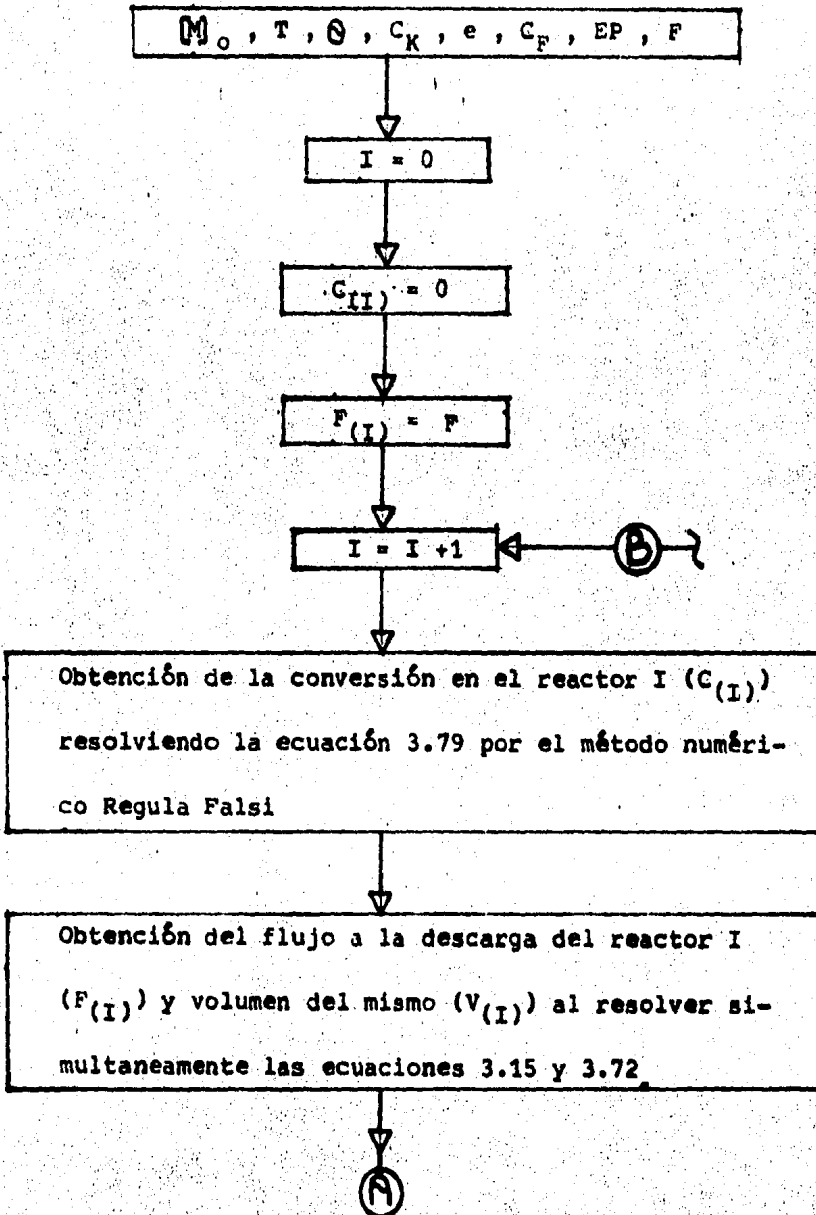 [M]₀ , T , θ , C_K , e , C_F , EP , F
I = 0
C_(I) = 0
F_(I) = F
I = I +1
B
Obtención de la conversión en el reactor I (C_(I))
resolviendo la ecuación 3.79 por el método numéri-
co Regula Falsi
Obtención del flujo a la descarga del reactor I
(F_(I)) y volumen del mismo (V_(I)) al resolver si-
multaneamente las ecuaciones 3.15 y 3.72